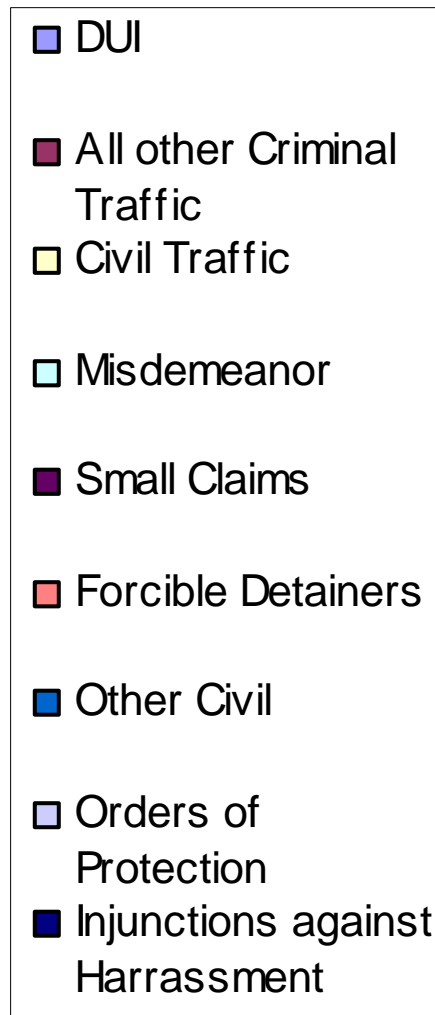 DUI
All other Criminal
Traffic
Civil Traffic
Misdemeanor
Small Claims
Forcible Detainers
Other Civil
Orders of
Protection
Injunctions against
Harrassment